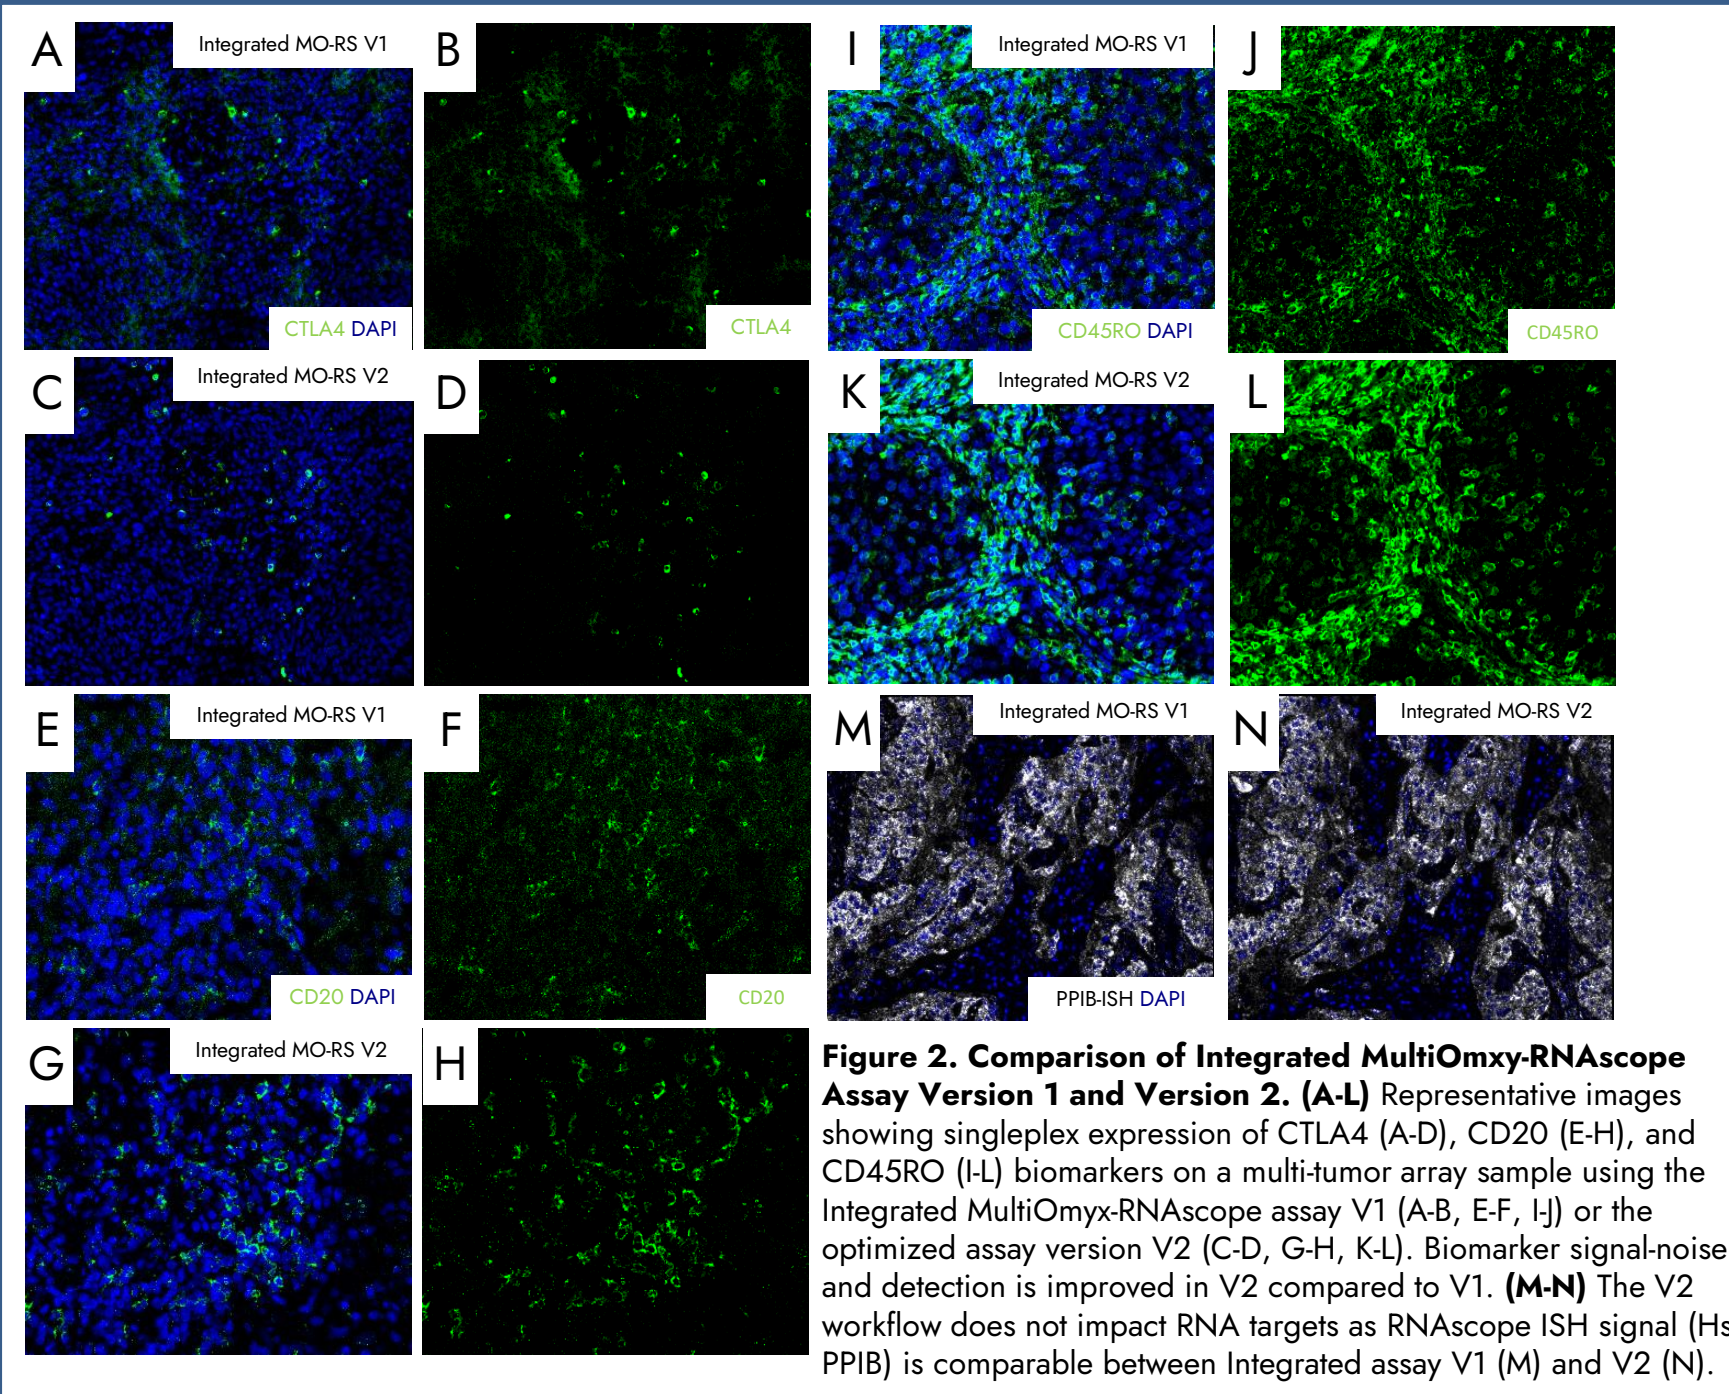 A
Integrated MO-RS V1
CTLA4 DAPI
B
CTLA4
C
Integrated MO-RS V2
D
E
Integrated MO-RS V1
CD20 DAPI
F
CD20
G
Integrated MO-RS V2
H
I
Integrated MO-RS V1
CD45RO DAPI
J
CD45RO
K
Integrated MO-RS V2
L
M
Integrated MO-RS V1
PPIB-ISH DAPI
N
Integrated MO-RS V2
Figure 2. Comparison of Integrated MultiOmxy-RNAscope
Assay Version 1 and Version 2. (A-L) Representative images
showing singleplex expression of CTLA4 (A-D), CD20 (E-H), and
CD45RO (I-L) biomarkers on a multi-tumor array sample using the
Integrated MultiOmyx-RNAscope assay V1 (A-B, E-F, I-J) or the
optimized assay version V2 (C-D, G-H, K-L). Biomarker signal-noise
and detection is improved in V2 compared to V1. (M-N) The V2
workflow does not impact RNA targets as RNAscope ISH signal (Hs
PPIB) is comparable between Integrated assay V1 (M) and V2 (N).